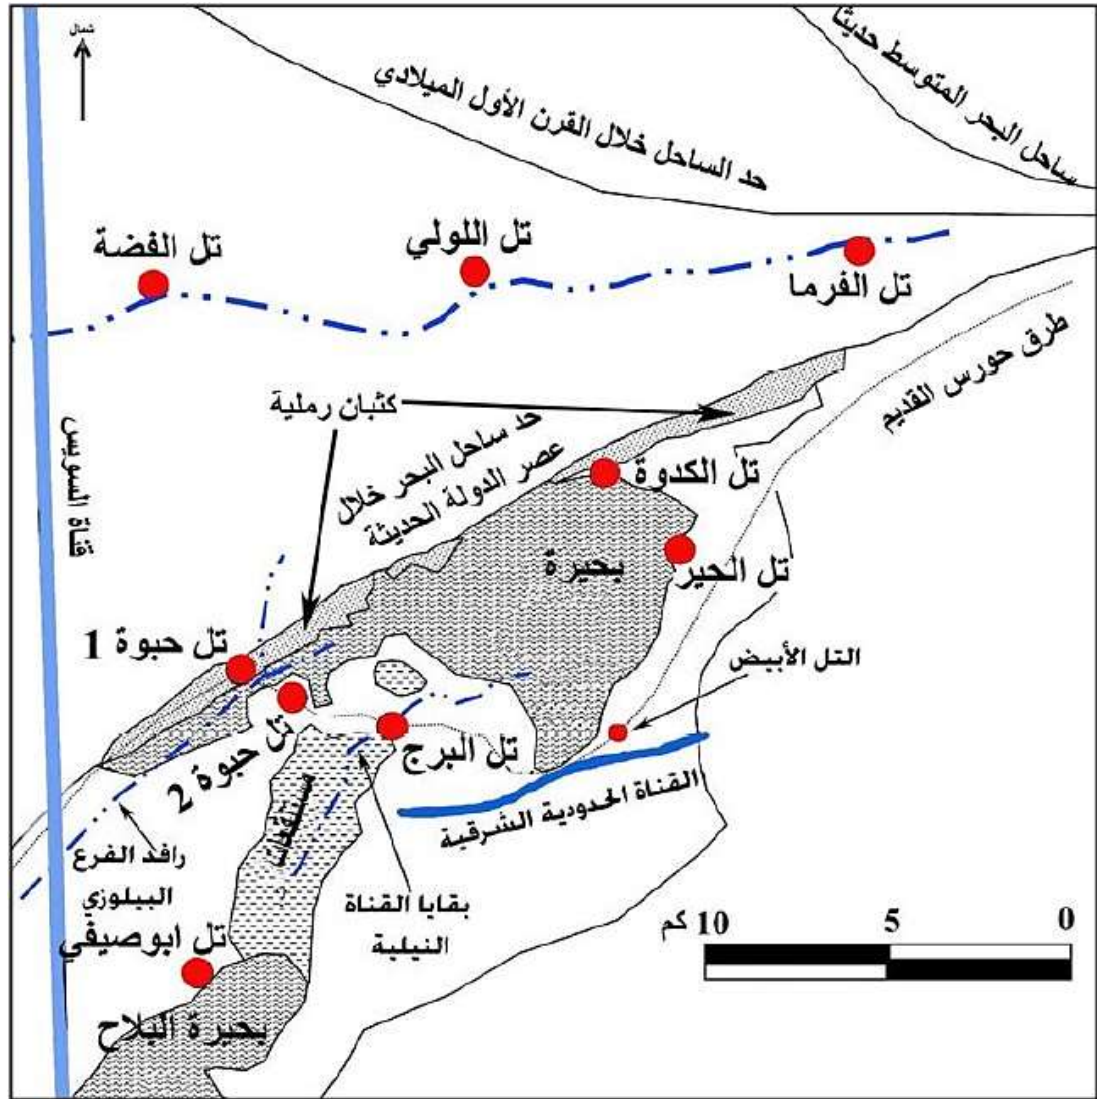 شمال
ساحل البحر المتوسط حديثا
حد الساحل خلال القرن الأول الميلادي
تل الفضة
تل اللولي
تل الفرما
طرق حورس القديم
كثبان رملية
حد ساحل البحر خلال
عصر الدولة الحديثة
قناة السويس
تل الكدوة
بحيرة
تل الحير
تل حبوة 1
التل الأبيض
تل حبوة 2
تل البرج
القناة الحدودية الشرقية
مستنقعات
رافد الفرع
البيلوزي
بقايا القناة
النيلية
تل ابوصيفي
بحيرة البلاح
0 5 10 كم